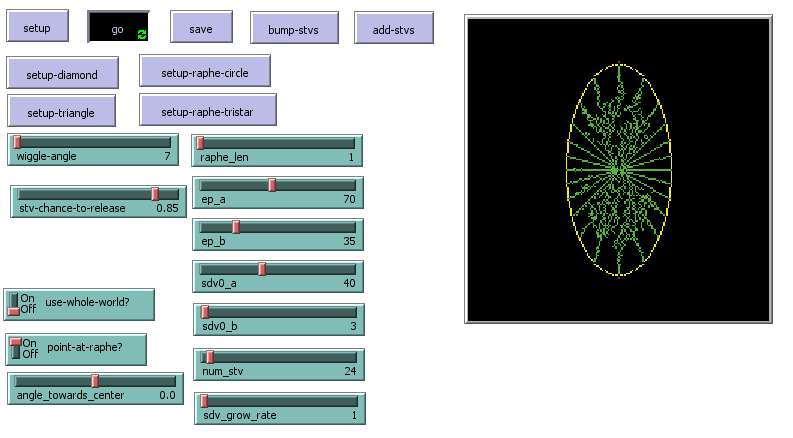 setup
go
save
bump-stvs
add-stvs
setup-diamond
setup-raphe-circle
setup-triangle
setup-raphe-tristar
wiggle-angle 7
raphe_len 1
stv-chance-to-release 0.85
ep_a 70
ep_b 35
sdv0_a 40
On
Off
use-whole-world?
sdv0_b 3
On
Off
point-at-raphe?
num_stv 24
angle_towards_center 0.0
sdv_grow_rate 1